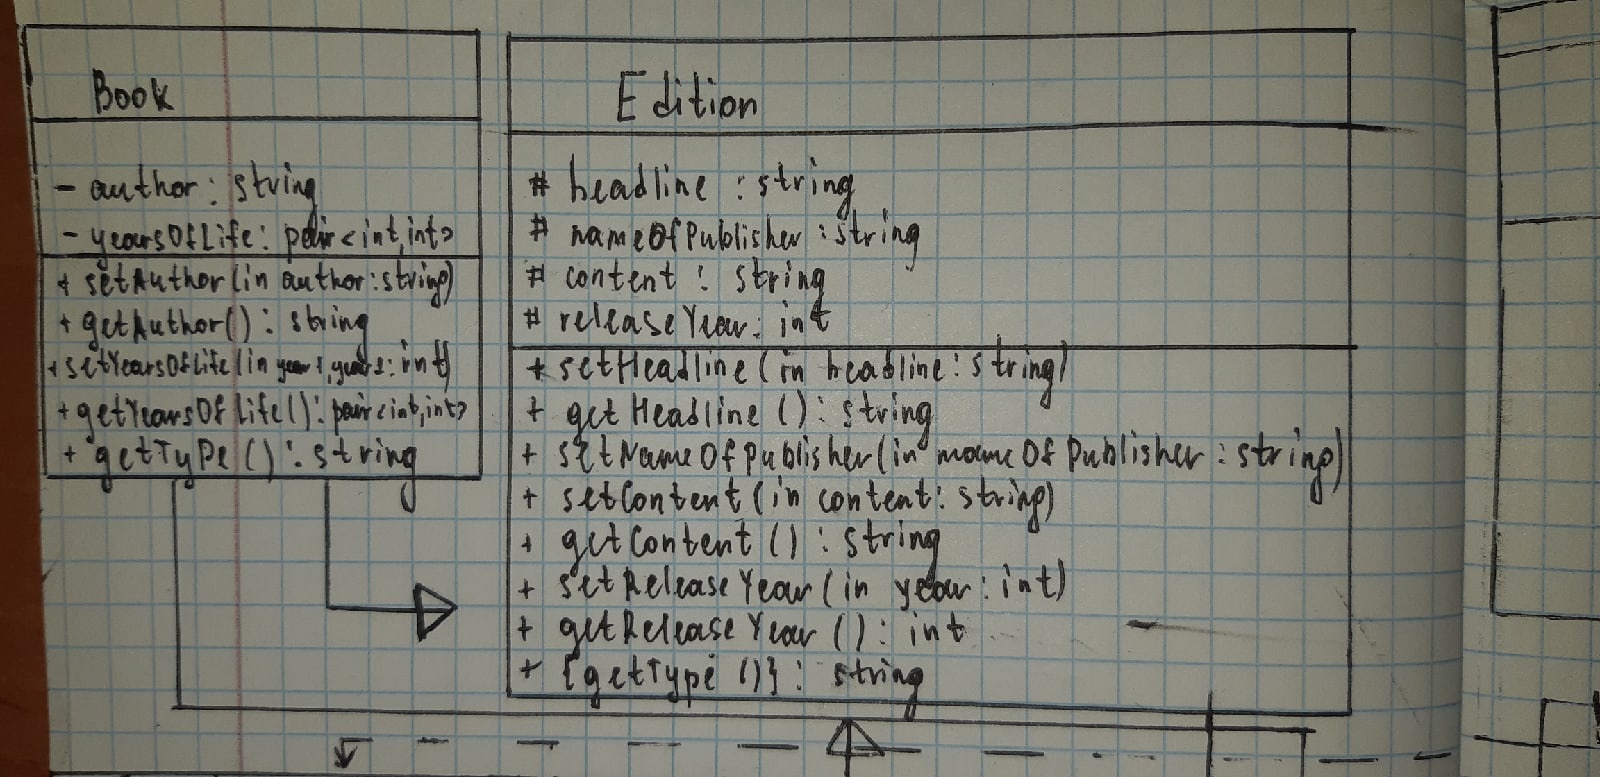 Book
- author: string
- yearsOfLife: pair<int,int>
+ setAuthor(in author:string)
+ getAuthor(): string
+ setYearsOfLife(in year1,year2:int)
+ getYearsOfLife(): pair<int,int>
+ getType(): string
Edition
# headline : string
# nameOfPublisher : string
# content : string
# releaseYear: int
+ setHeadline(in headline: string)
+ getHeadline (): string
+ setNameOfPublisher(in nameOfPublisher : string)
+ setContent (in content: string)
+ getContent () : string
+ setReleaseYear (in year: int)
+ getReleaseYear (): int
+ {getType ()} : string